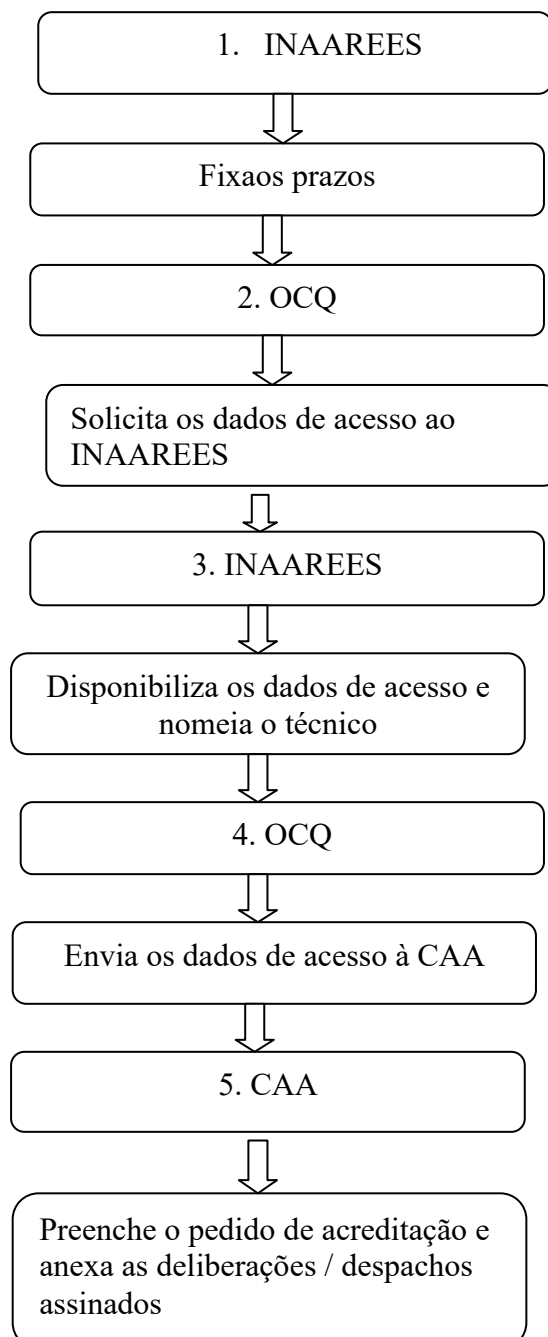 1. INAAREES
Fixaos prazos
2. OCQ
Solicita os dados de acesso ao
INAAREES
3. INAAREES
Disponibiliza os dados de acesso e
nomeia o técnico
4. OCQ
Envia os dados de acesso à CAA
5. CAA
Preenche o pedido de acreditação e
anexa as deliberações / despachos
assinados